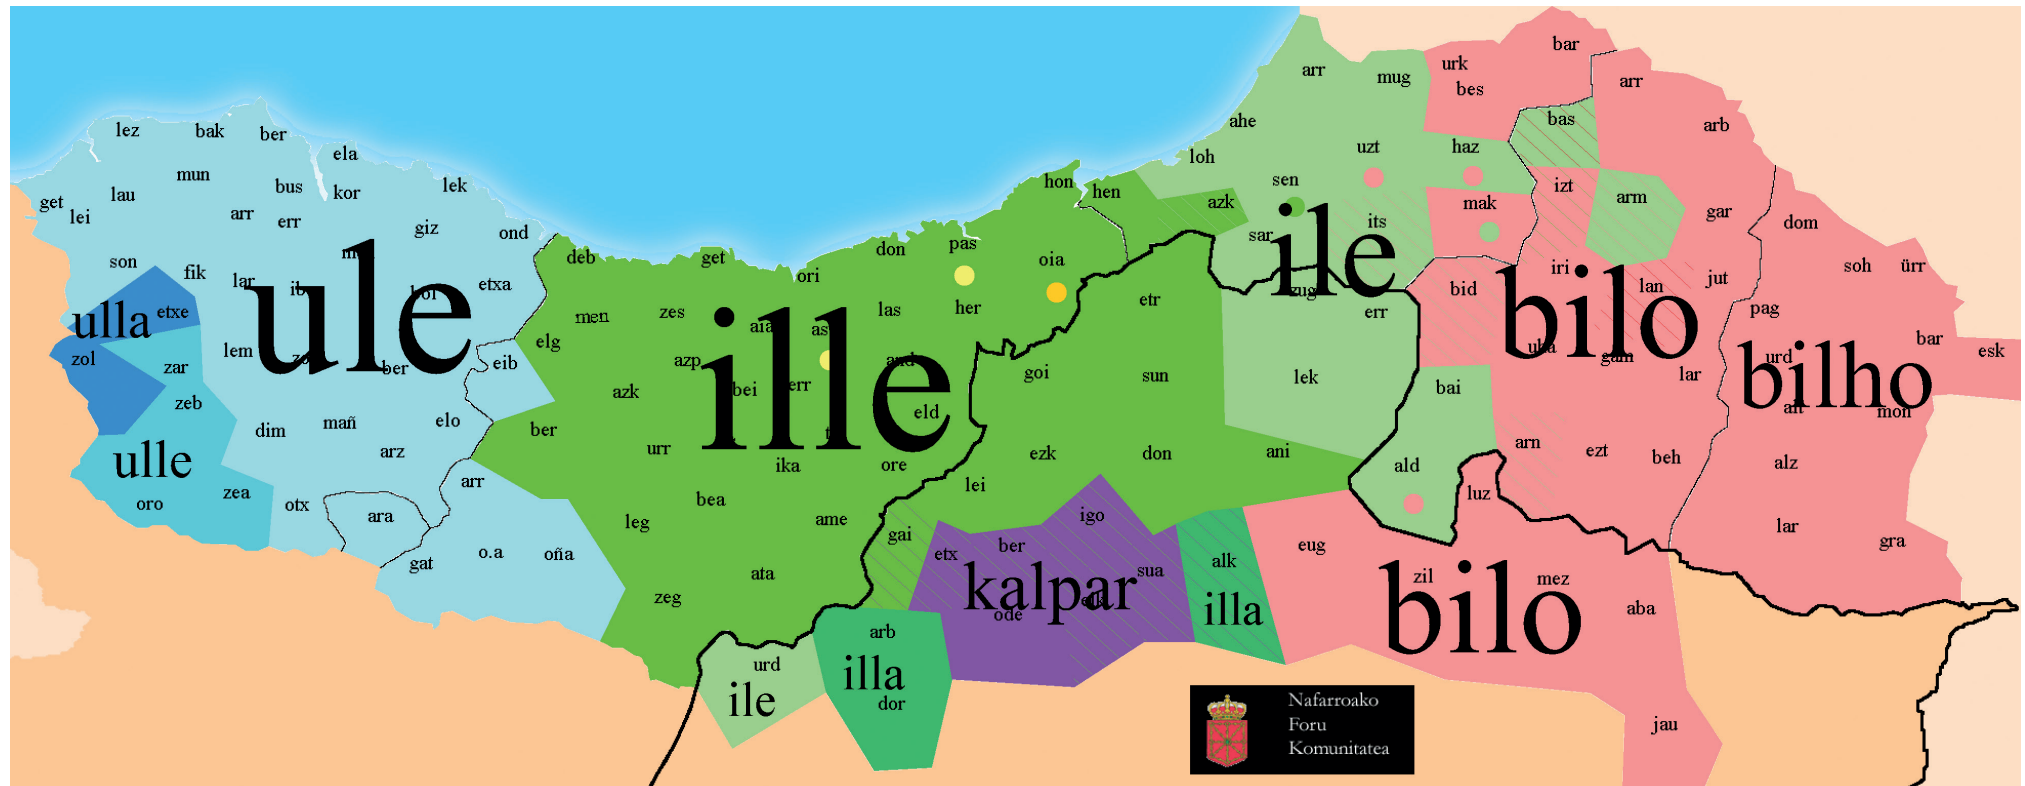 bar
urk
arr
mug
arr
bes
bas
ahe
arb
lez
bak
ber
ela
uzt
haz
loh
mun
lek
sen
izt
hon
hen
bus
kor
lau
arm
get
azk
mak
lei
arr
err
giz
its
gar
dom
ond
sar
pas
don
son
fik
lar
deb
get
ori
oia
iri
soh
ürr
jut
etxa
bid
lan
ule
ile
bilo
etr
pag
ulla
etxe
men
zes
las
her
err
zol
lem
elg
bar
esk
zar
ber
eib
azp
goi
sun
lek
lar
urd
bilho
zeb
azk
bei
err
ille
bai
mon
dim
mañ
elo
ber
eld
ulle
arz
urr
ika
ore
ezk
don
ani
ald
arn
ezt
beh
alz
oro
zea
otx
arr
bea
lei
luz
ara
leg
ame
igo
lar
gat
o.a
oña
gai
etx
ber
eug
gra
ata
kalpar
sua
alk
zil
mez
zeg
ode
illa
bilo
aba
urd
arb
ile
illa
dor
jau
Nafarroako
Foru
Komunitatea